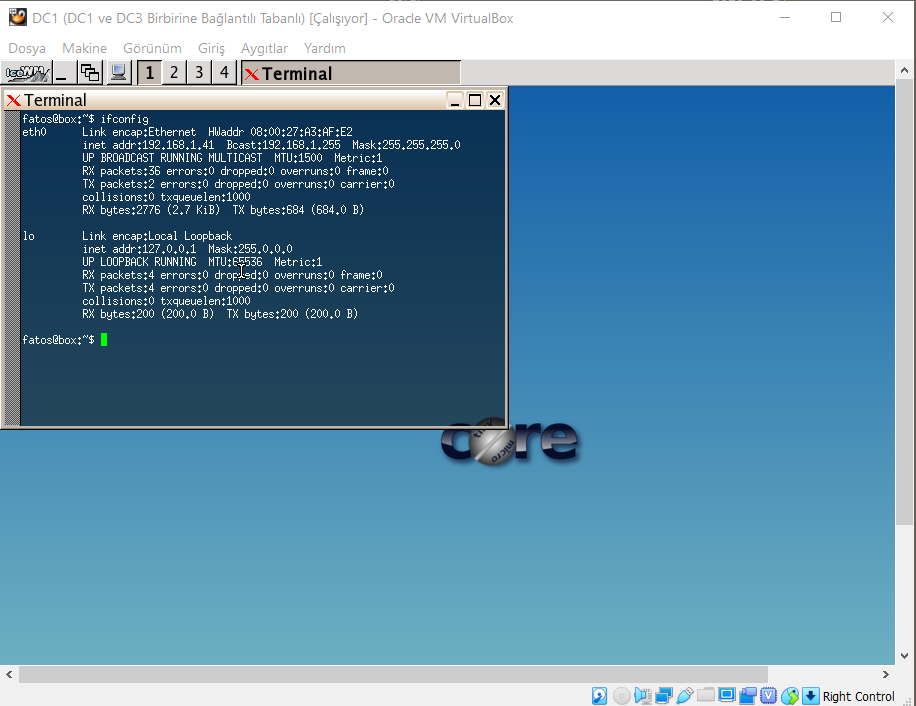 DC1 (DC1 ve DC3 Birbirine Bağlantılı Tabanlı) [Çalışıyor] - Oracle VM VirtualBox
Dosya Makine Görünüm Giriş Aygıtlar Yardım
1 2 3 4 Terminal
Terminal
fatos@box:~$ ifconfig
eth0 Link encap:Ethernet HWaddr 08:00:27:A3:AF:E2
inet addr:192.168.1.41 Bcast:192.168.1.255 Mask:255.255.255.0
UP BROADCAST RUNNING MULTICAST MTU:1500 Metric:1
RX packets:36 errors:0 dropped:0 overruns:0 frame:0
TX packets:2 errors:0 dropped:0 overruns:0 carrier:0
collisions:0 txqueuelen:1000
RX bytes:2776 (2.7 KiB) TX bytes:684 (684.0 B)
lo Link encap:Local Loopback
inet addr:127.0.0.1 Mask:255.0.0.0
UP LOOPBACK RUNNING MTU:65536 Metric:1
RX packets:4 errors:0 dropped:0 overruns:0 frame:0
TX packets:4 errors:0 dropped:0 overruns:0 carrier:0
collisions:0 txqueuelen:1000
RX bytes:200 (200.0 B) TX bytes:200 (200.0 B)
fatos@box:~$
core
tiny
micro
Right Control